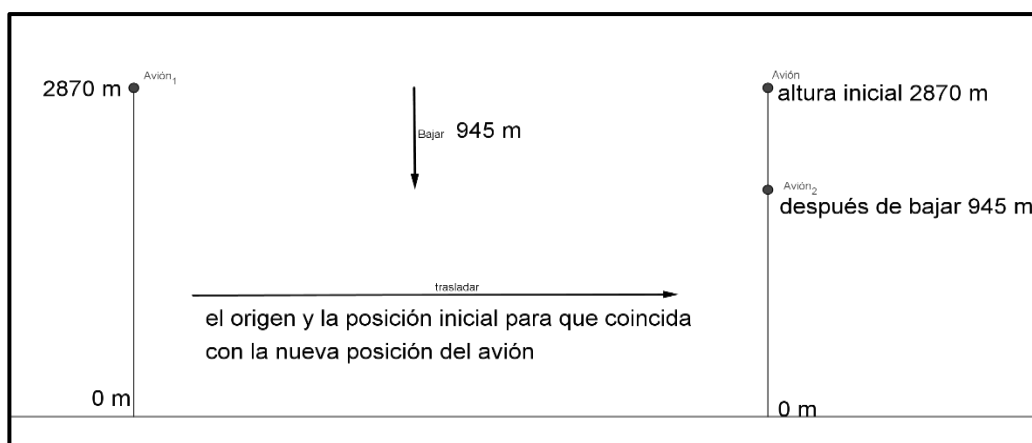 Avión₁
2870 m
Bajar 945 m
Avión
altura inicial 2870 m
Avión₂
después de bajar 945 m
trasladar
el origen y la posición inicial para que coincida
con la nueva posición del avión
0 m
0 m